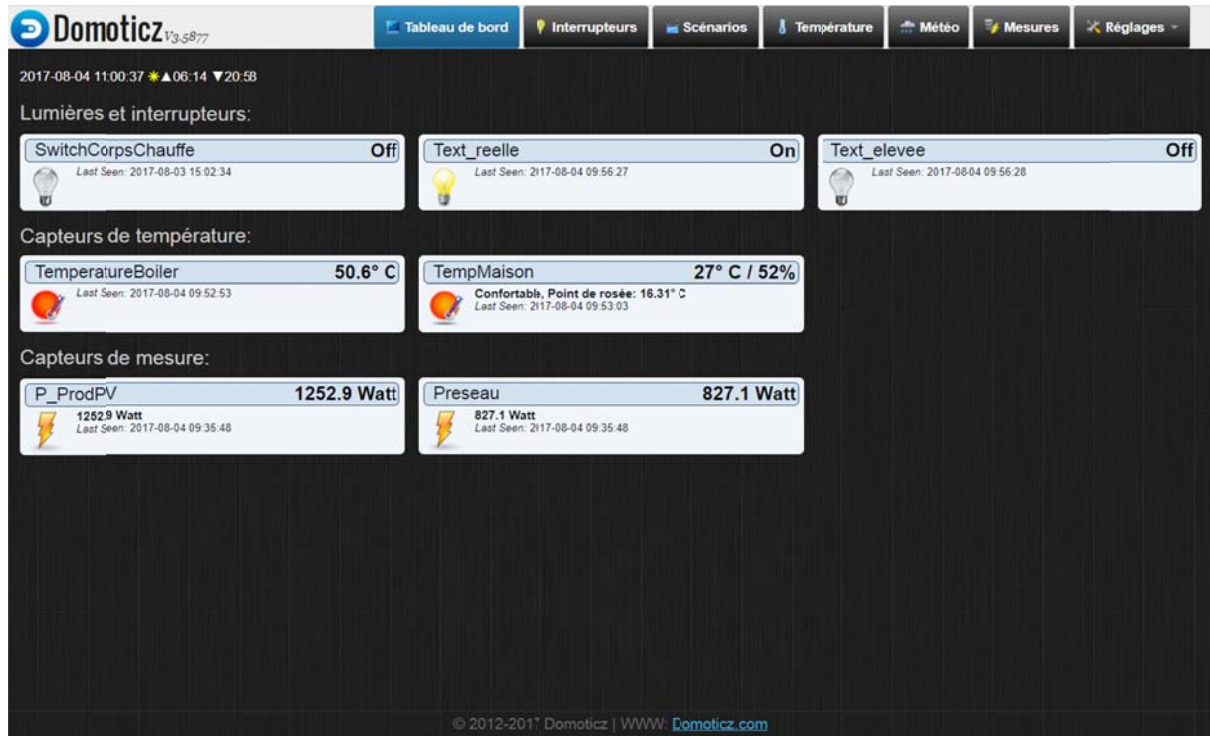 Domoticz V3.5877
Tableau de bord
Interrupteurs
Scénarios
Température
Météo
Mesures
Réglages
2017-08-04 11:00:37 ☀▲06:14 ▼20:58
Lumières et interrupteurs:
SwitchCorpsChauffe Off
Last Seen: 2017-08-03 15:02:34
Text_reelle On
Last Seen: 2017-08-04 09:56:27
Text_elevee Off
Last Seen: 2017-08-04 09:56:28
Capteurs de température:
TemperatureBoiler 50.6° C
Last Seen: 2017-08-04 09:52:53
TempMaison 27° C / 52%
Confortable, Point de rosée: 16.31° C
Last Seen: 2017-08-04 09:53:03
Capteurs de mesure:
P_ProdPV 1252.9 Watt
1252.9 Watt
Last Seen: 2017-08-04 09:35:48
Preseau 827.1 Watt
827.1 Watt
Last Seen: 2017-08-04 09:35:48
© 2012-2017 Domoticz | WWW: Domoticz.com